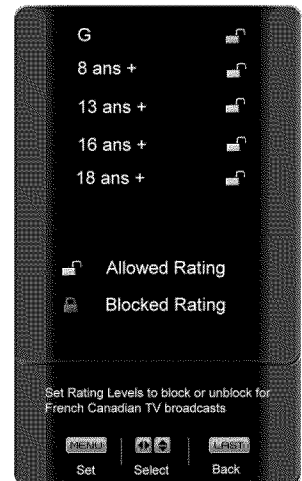 G
8 ans +
13 ans +
16 ans +
18 ans +
Allowed Rating
Blocked Rating
Set Rating Levels to block or unblock for
French Canadian TV broadcasts
MENU LAST
Set Select Back